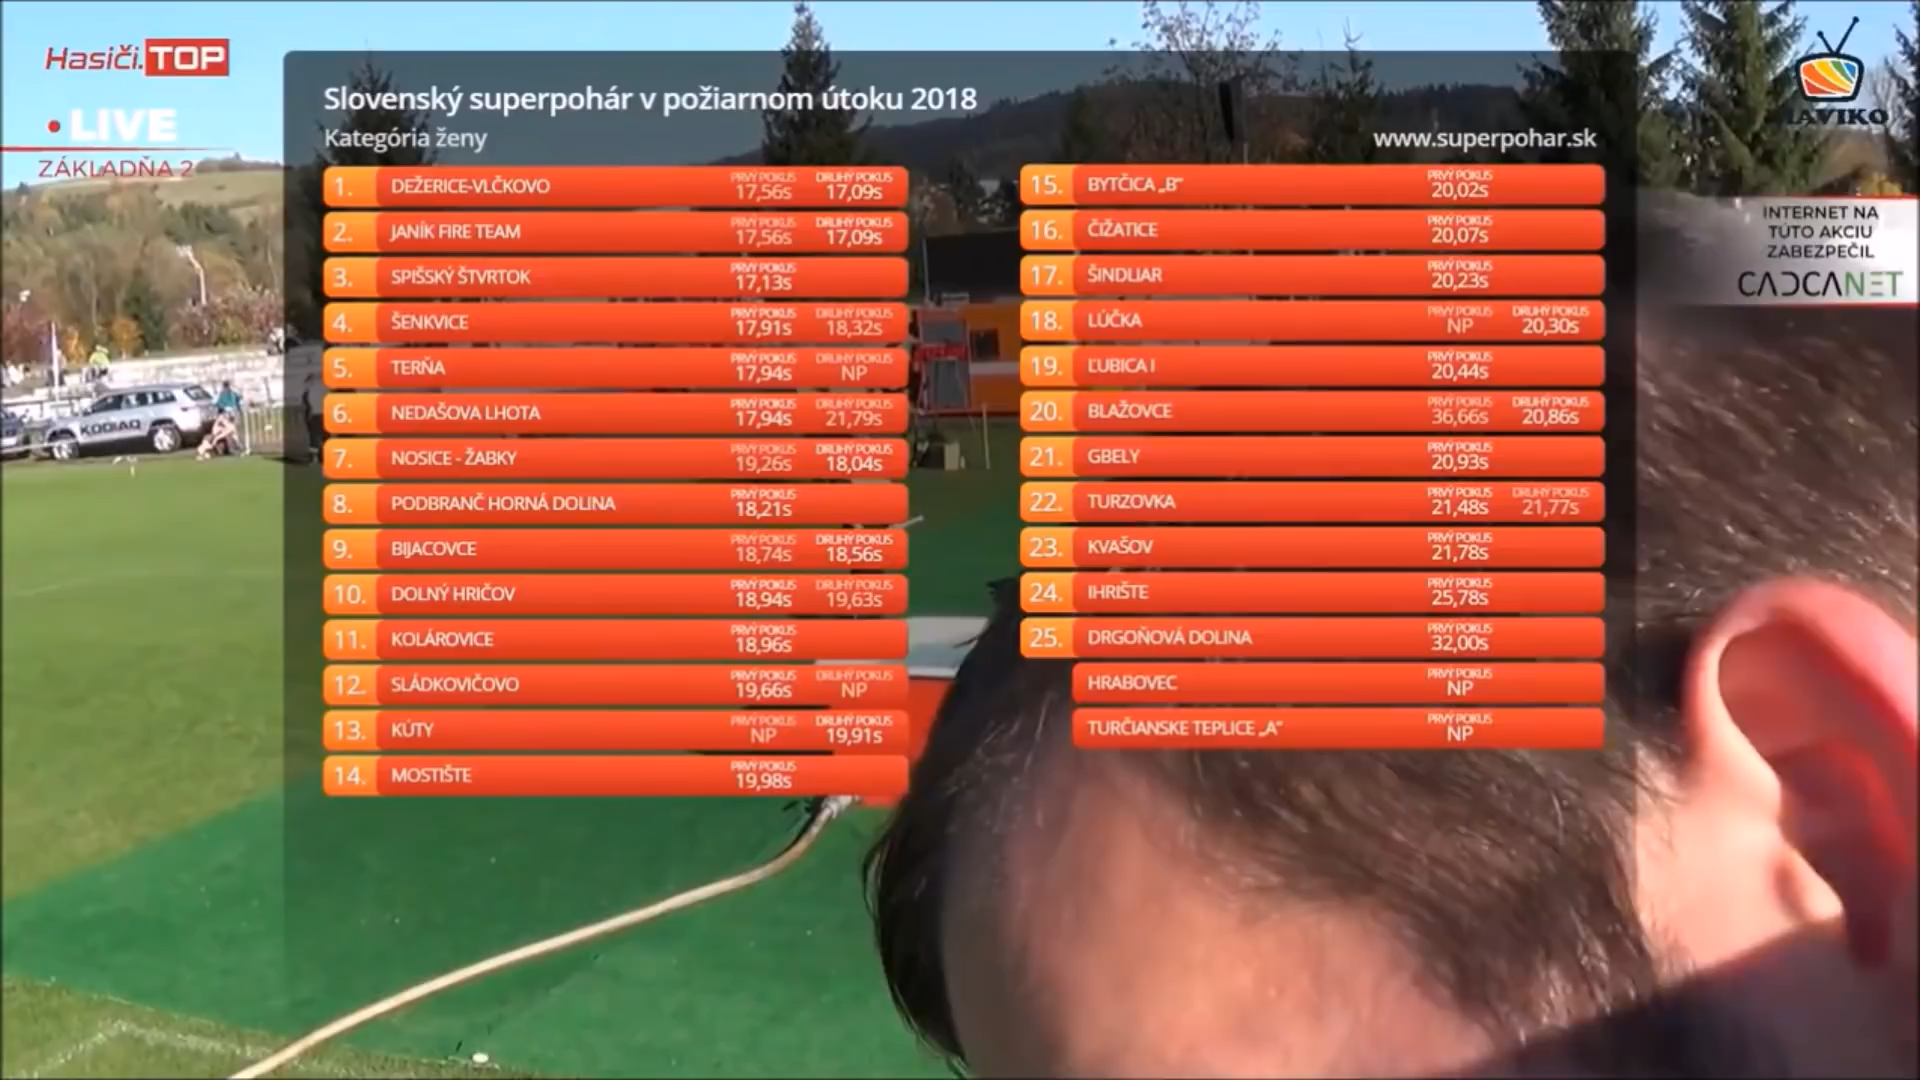 Hasiči.TOP
LIVE
ZÁKLADŇA 2
Slovenský superpohár v požiarnom útoku 2018
Kategória ženy
www.superpohar.sk
1. DEŽERICE-VLČKOVO PRVÝ POKUS 17,56s DRUHÝ POKUS 17,09s
2. JANÍK FIRE TEAM PRVÝ POKUS 17,56s DRUHÝ POKUS 17,09s
3. SPIŠSKÝ ŠTVRTOK PRVÝ POKUS 17,13s
4. ŠENKVICE PRVÝ POKUS 17,91s DRUHÝ POKUS 18,32s
5. TERŇA PRVÝ POKUS 17,94s DRUHÝ POKUS NP
6. NEDAŠOVA LHOTA PRVÝ POKUS 17,94s DRUHÝ POKUS 21,79s
7. NOSICE - ŽABKY PRVÝ POKUS 19,26s DRUHÝ POKUS 18,04s
8. PODBRANČ HORNÁ DOLINA PRVÝ POKUS 18,21s
9. BIJACOVCE PRVÝ POKUS 18,74s DRUHÝ POKUS 18,56s
10. DOLNÝ HRIČOV PRVÝ POKUS 18,94s DRUHÝ POKUS 19,63s
11. KOLÁROVICE PRVÝ POKUS 18,96s
12. SLÁDKOVIČOVO PRVÝ POKUS 19,66s DRUHÝ POKUS NP
13. KÚTY PRVÝ POKUS NP DRUHÝ POKUS 19,91s
14. MOSTIŠTE PRVÝ POKUS 19,98s
15. BYTČICA „B“ PRVÝ POKUS 20,02s
16. ČIŽATICE PRVÝ POKUS 20,07s
17. ŠINDLIAR PRVÝ POKUS 20,23s
18. LÚČKA PRVÝ POKUS NP DRUHÝ POKUS 20,30s
19. ĽUBICA I PRVÝ POKUS 20,44s
20. BLAŽOVCE PRVÝ POKUS 36,66s DRUHÝ POKUS 20,86s
21. GBELY PRVÝ POKUS 20,93s
22. TURZOVKA PRVÝ POKUS 21,48s DRUHÝ POKUS 21,77s
23. KVAŠOV PRVÝ POKUS 21,78s
24. IHRIŠTE PRVÝ POKUS 25,78s
25. DRGOŇOVÁ DOLINA PRVÝ POKUS 32,00s
HRABOVEC PRVÝ POKUS NP
TURČIANSKE TEPLICE „A“ PRVÝ POKUS NP
INTERNET NA
TÚTO AKCIU
ZABEZPEČIL
CADCANET
KODIAQ